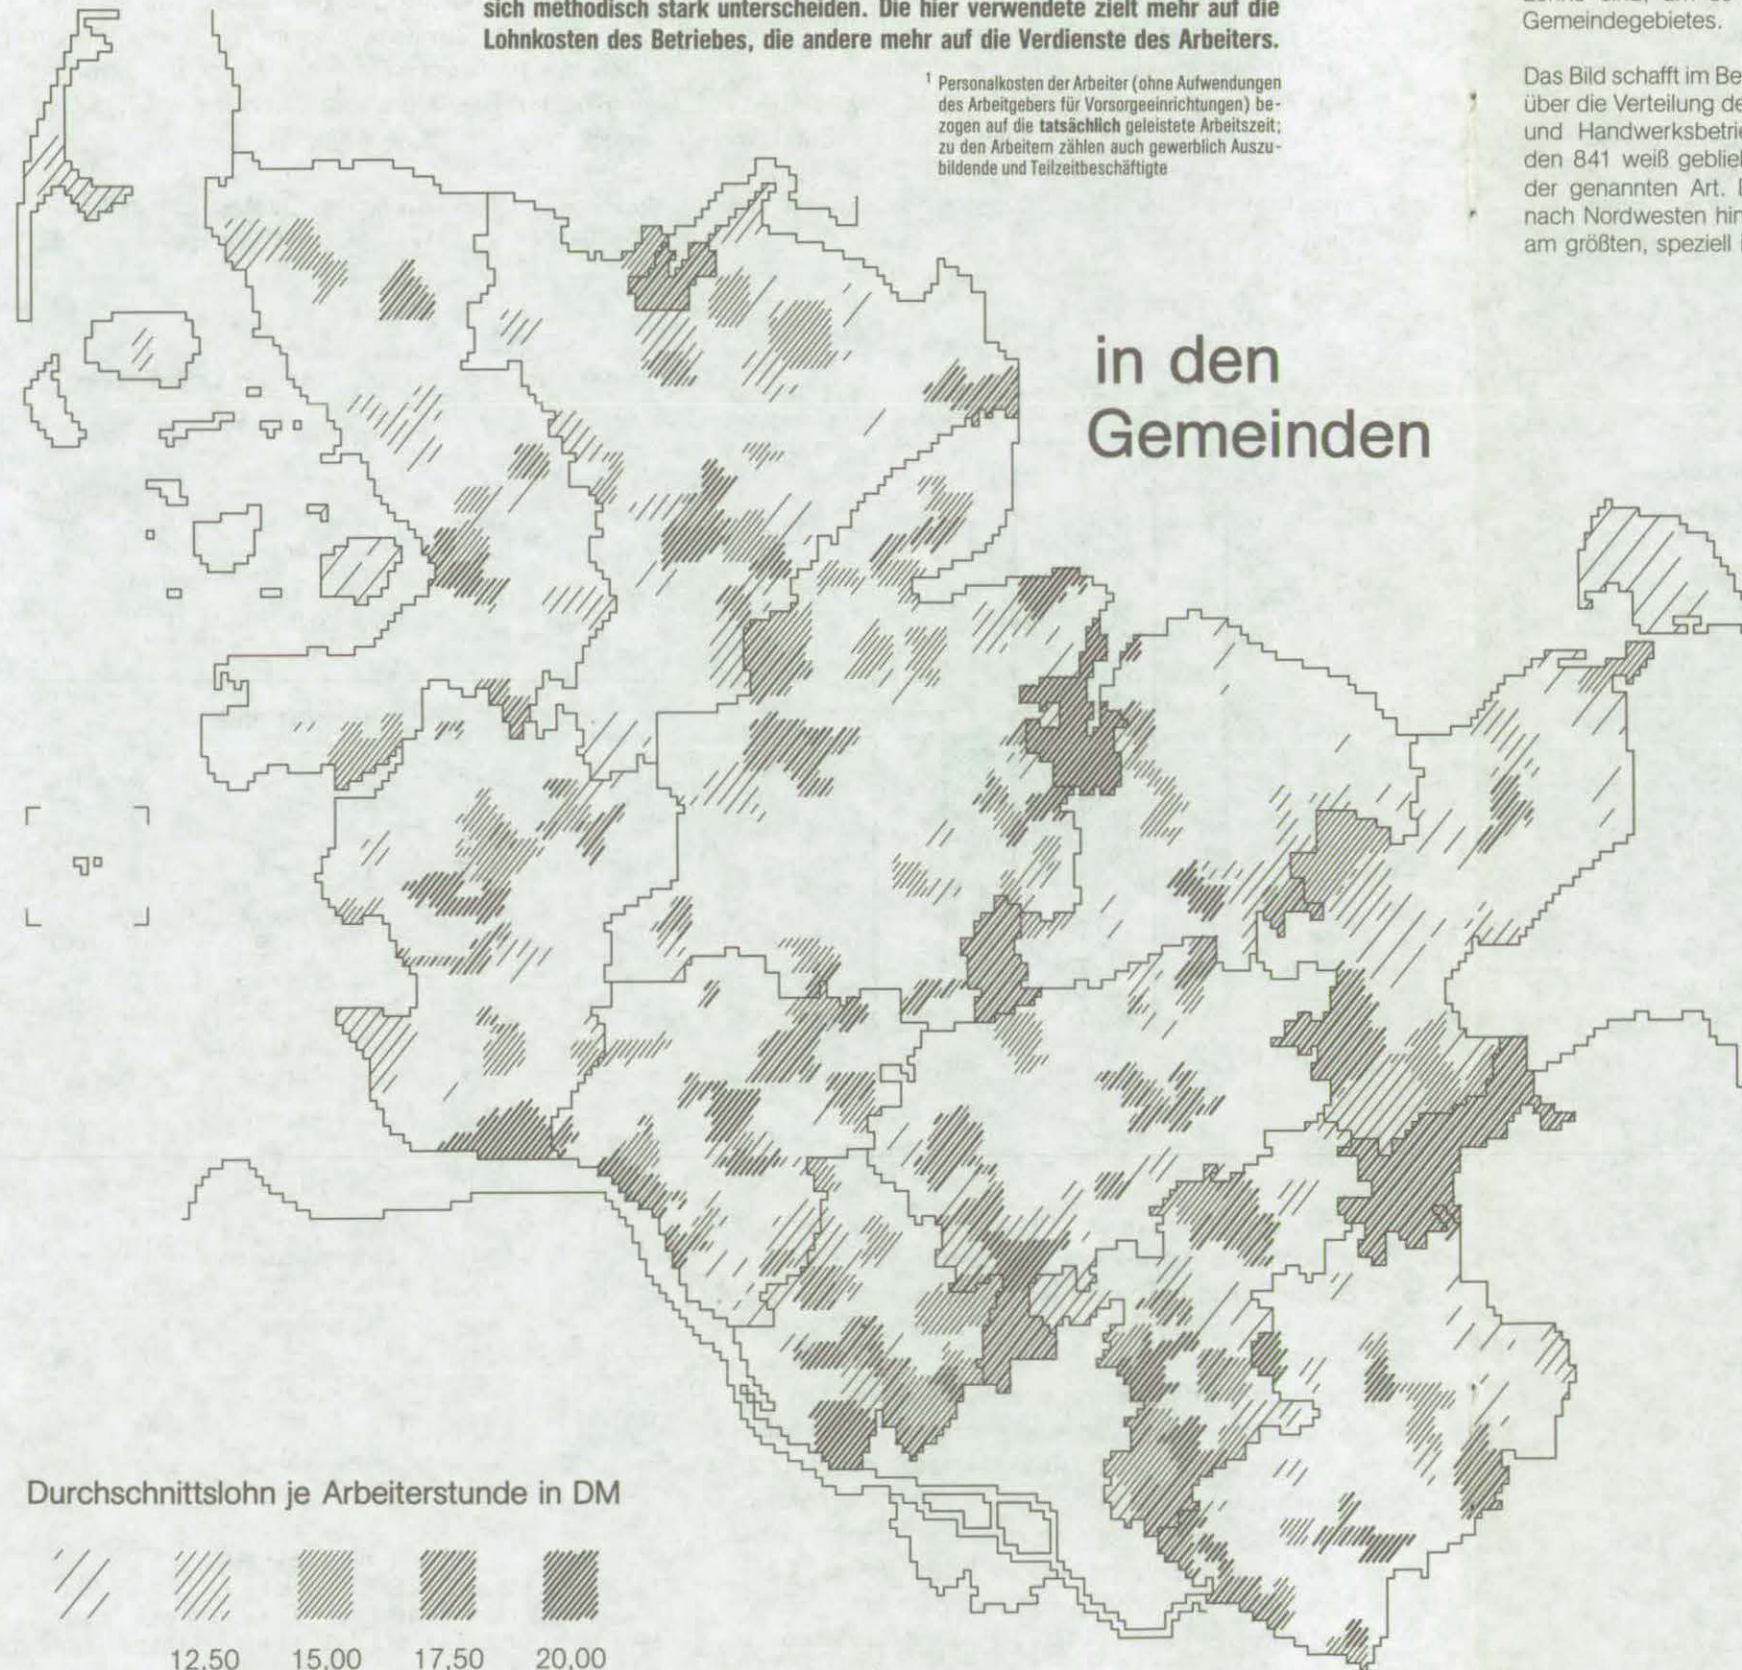 sich methodisch stark unterscheiden. Die hier verwendete zielt mehr auf die
Lohnkosten des Betriebes, die andere mehr auf die Verdienste des Arbeiters.
¹ Personalkosten der Arbeiter (ohne Aufwendungen
des Arbeitgebers für Vorsorgeeinrichtungen) be-
zogen auf die tatsächlich geleistete Arbeitszeit;
zu den Arbeitern zählen auch gewerblich Auszu-
bildende und Teilzeitbeschäftigte
Gemeindegebietes.
Das Bild schafft im Be
über die Verteilung de
und Handwerksbetrie
den 841 weiß geblie
der genannten Art.
nach Nordwesten hin
am größten, speziell
in den
Gemeinden
Durchschnittslohn je Arbeiterstunde in DM
12,50 15,00 17,50 20,00